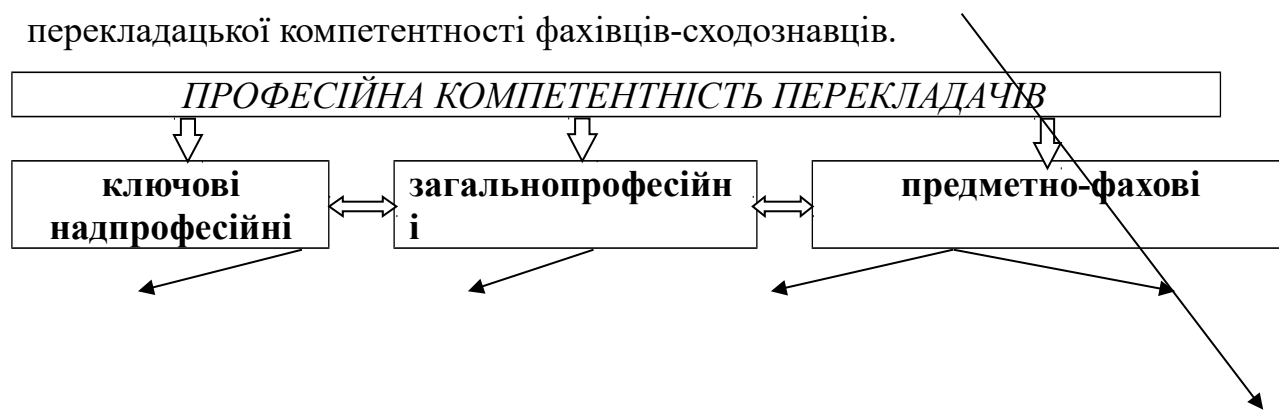 перекладацької компетентності фахівців-сходознавців.
ПРОФЕСІЙНА КОМПЕТЕНТНІСТЬ ПЕРЕКЛАДАЧІВ
ключові
надпрофесійні
загальнопрофесійн
і
предметно-фахові